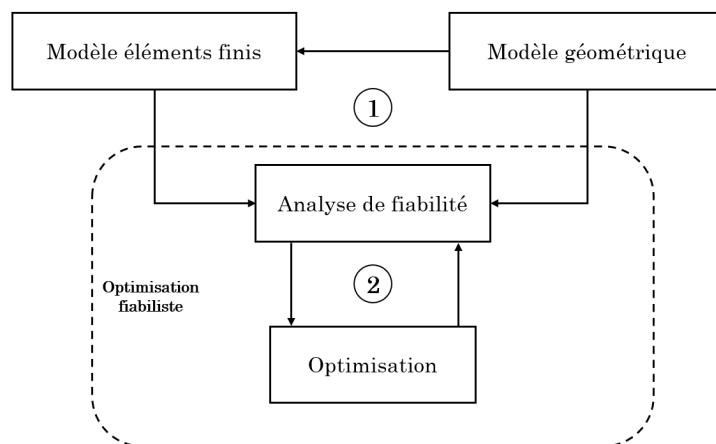 Modèle éléments finis
Modèle géométrique
1
Analyse de fiabilité
2
Optimisation
fiabiliste
Optimisation